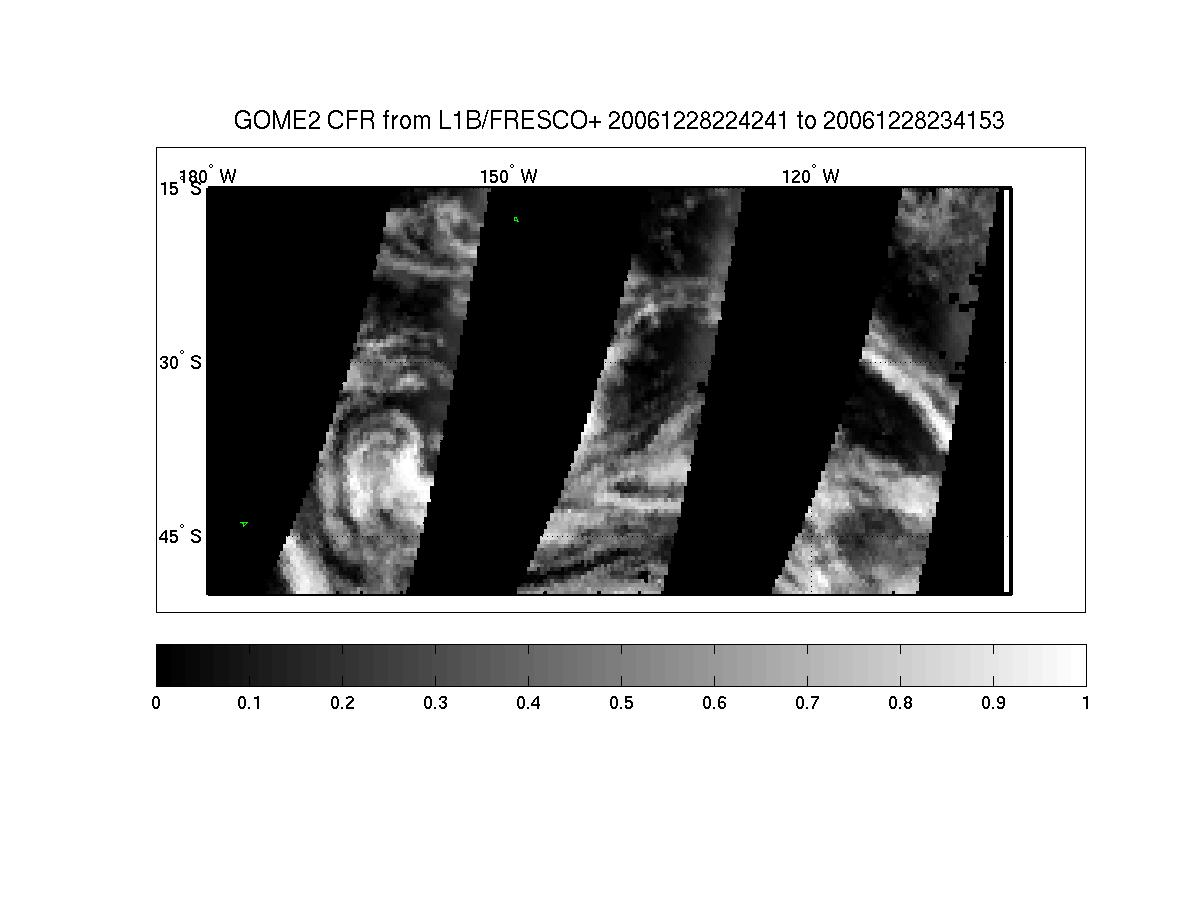 GOME2 CFR from L1B/FRESCO+ 20061228224241 to 20061228234153
180° W 150° W 120° W
15° S
30° S
45° S
0 0.1 0.2 0.3 0.4 0.5 0.6 0.7 0.8 0.9 1